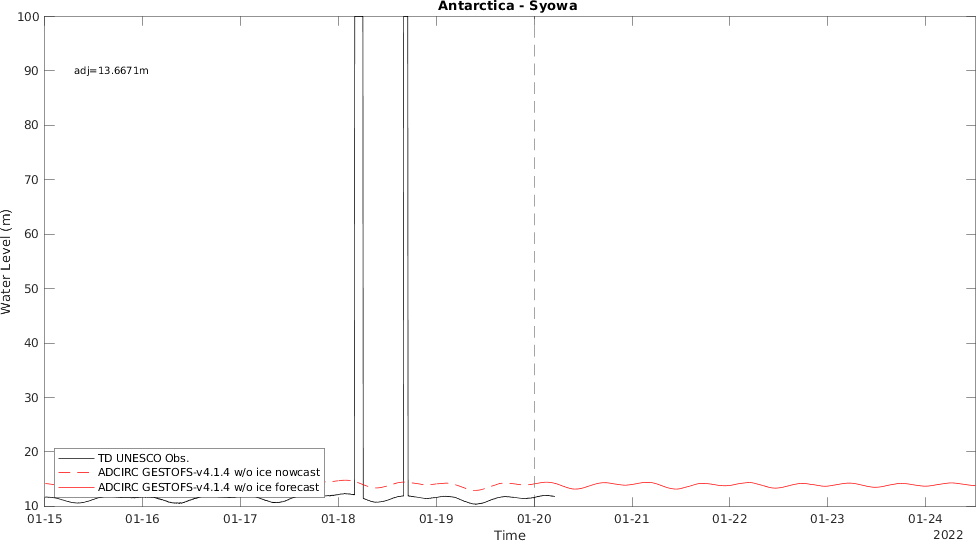 Antarctica - Syowa
100
adj=13.6671m
90
80
70
60
50
40
30
20
10
Water Level (m)
TD UNESCO Obs.
ADCIRC GESTOFS-v4.1.4 w/o ice nowcast
ADCIRC GESTOFS-v4.1.4 w/o ice forecast
01-15 01-16 01-17 01-18 01-19 01-20 01-21 01-22 01-23 01-24
Time
2022